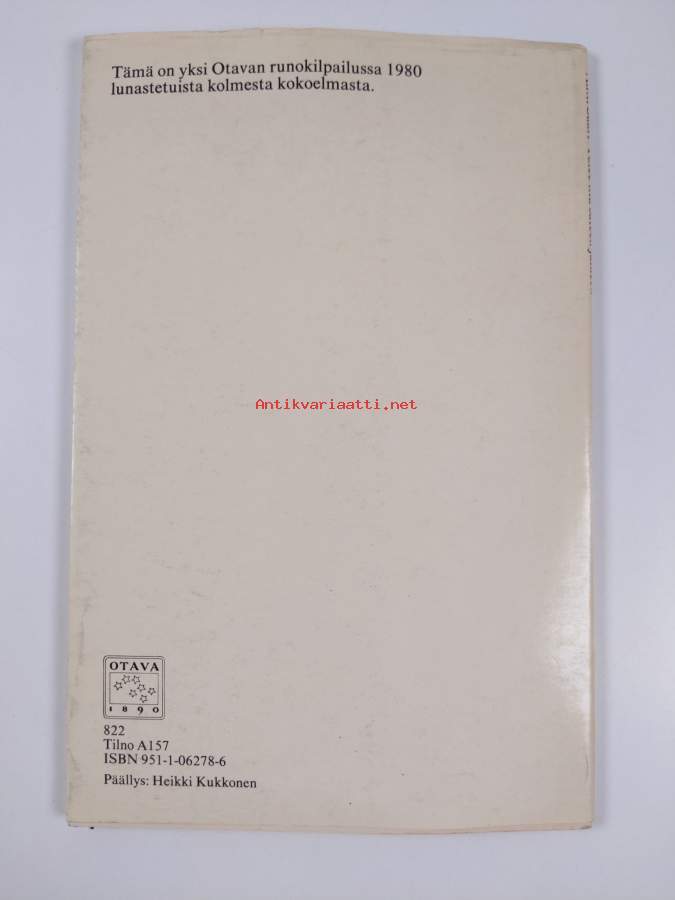 Tämä on yksi Otavan runokilpailussa 1980
lunastetuista kolmesta kokoelmasta.
Antikvariaatti.net
OTAVA
1890
822
Tilno A157
ISBN 951-1-06278-6
Päällys: Heikki Kukkonen